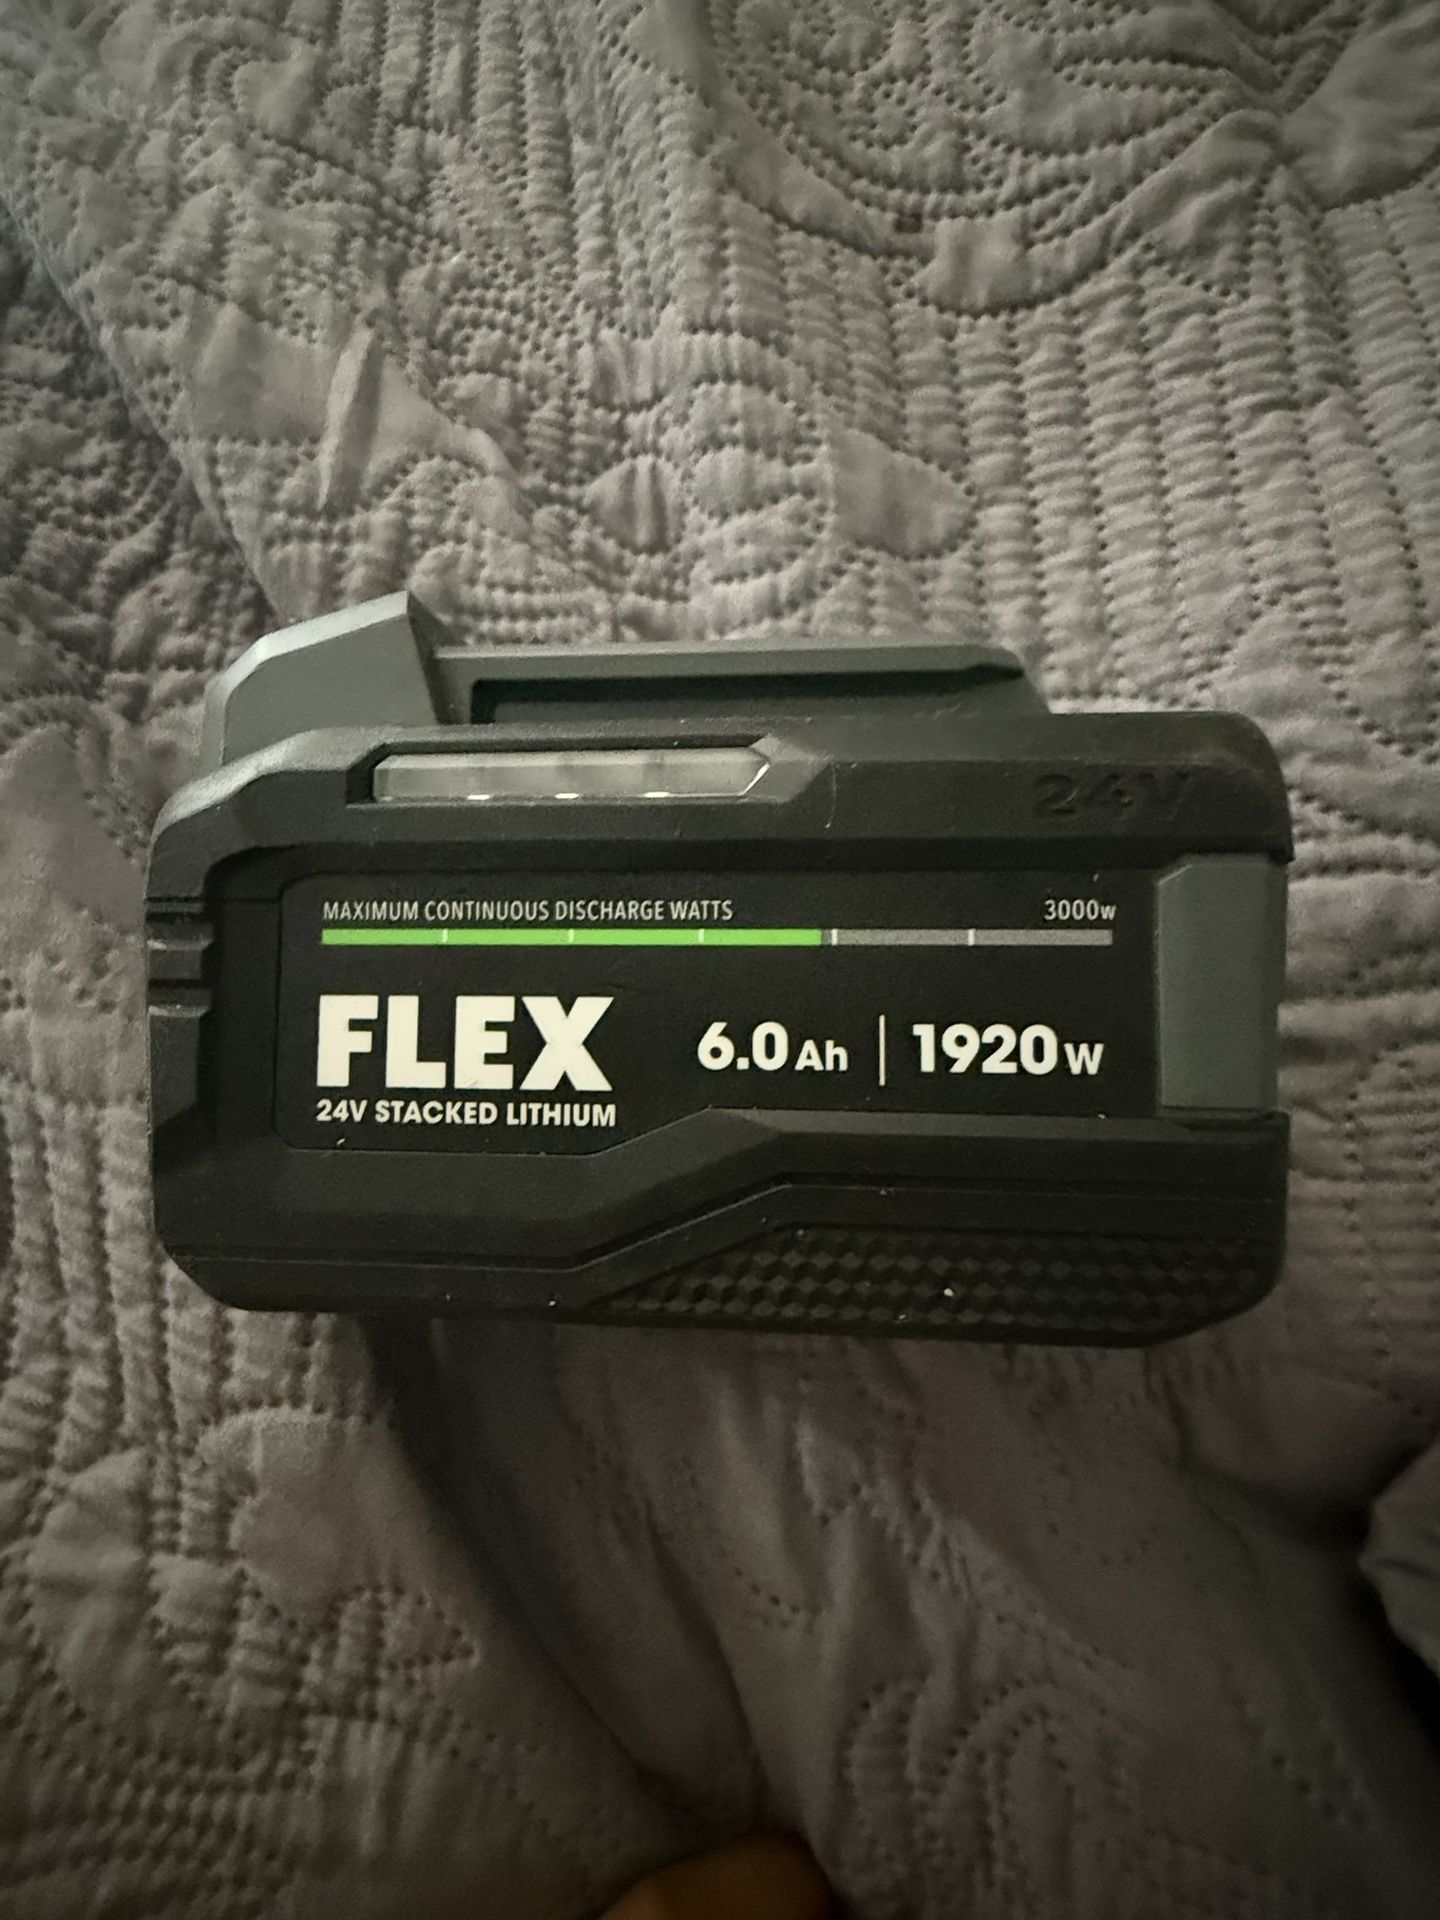 24V
MAXIMUM CONTINUOUS DISCHARGE WATTS 3000w
FLEX 6.0Ah | 1920W
24V STACKED LITHIUM